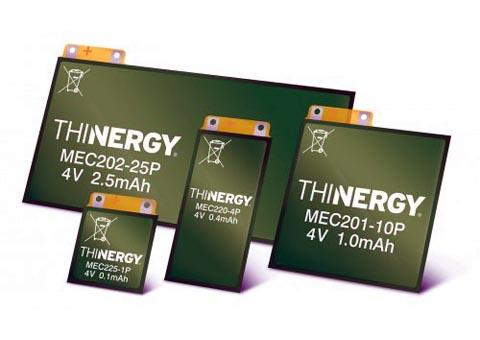 THINERGY®
MEC202-25P
4V 2.5mAh
THINERGY®
MEC220-4P
4V 0.4mAh
THINERGY®
MEC201-10P
4V 1.0mAh
THINERGY
MEC225-1P
4V 0.1mAh